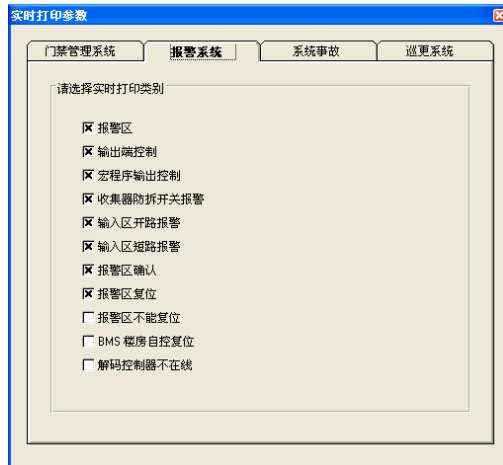 实时打印参数
门禁管理系统 报警系统 系统事故 巡更系统
请选择实时打印类别
报警区
输出端控制
宏程序输出控制
收集器防拆开关报警
输入区开路报警
输入区短路报警
报警区确认
报警区复位
报警区不能复位
BMS 楼房自控复位
解码控制器不在线